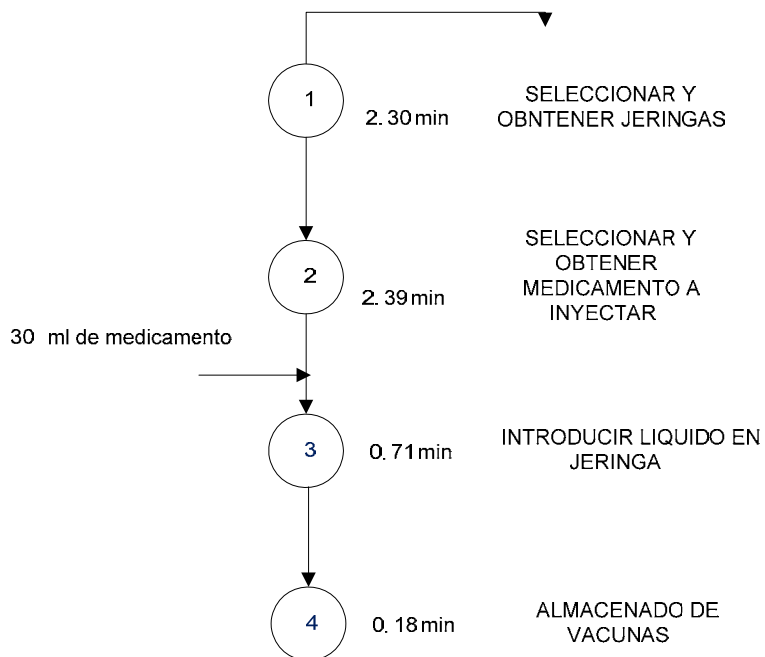 1
2. 30 min
SELECCIONAR Y
OBNTENER JERINGAS
2
2. 39 min
SELECCIONAR Y
OBTENER
MEDICAMENTO A
INYECTAR
30 ml de medicamento
3
0. 71 min
INTRODUCIR LIQUIDO EN
JERINGA
4
0. 18 min
ALMACENADO DE
VACUNAS